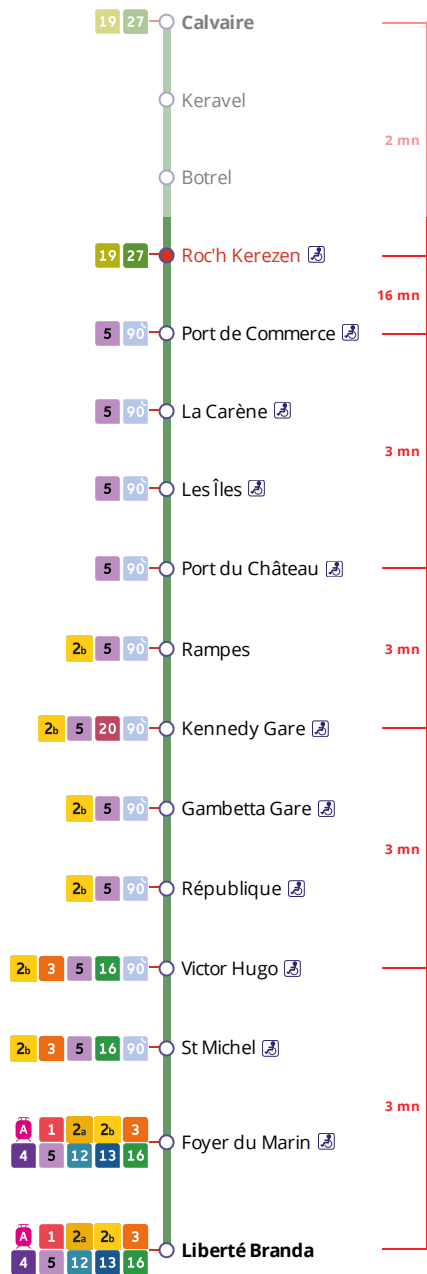 19 27 Calvaire
Keravel
2 mn
Botrel
19 27 Roc'h Kerezen
16 mn
5 90 Port de Commerce
5 90 La Carène
3 mn
5 90 Les Îles
5 90 Port du Château
2b 5 90 Rampes 3 mn
2b 5 20 90 Kennedy Gare
2b 5 90 Gambetta Gare
3 mn
2b 5 90 République
2b 3 5 16 90 Victor Hugo
2b 3 5 16 90 St Michel
3 mn
A 1 2a 2b 3
4 5 12 13 16 Foyer du Marin
A 1 2a 2b 3
4 5 12 13 16 Liberté Branda